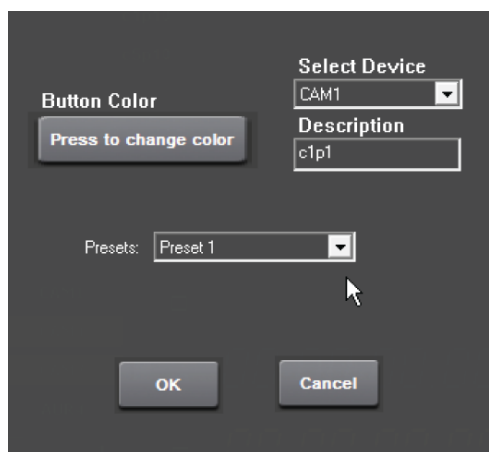 Select Device
CAM1
Button Color
Press to change color
Description
c1p1
Presets: Preset 1
OK Cancel